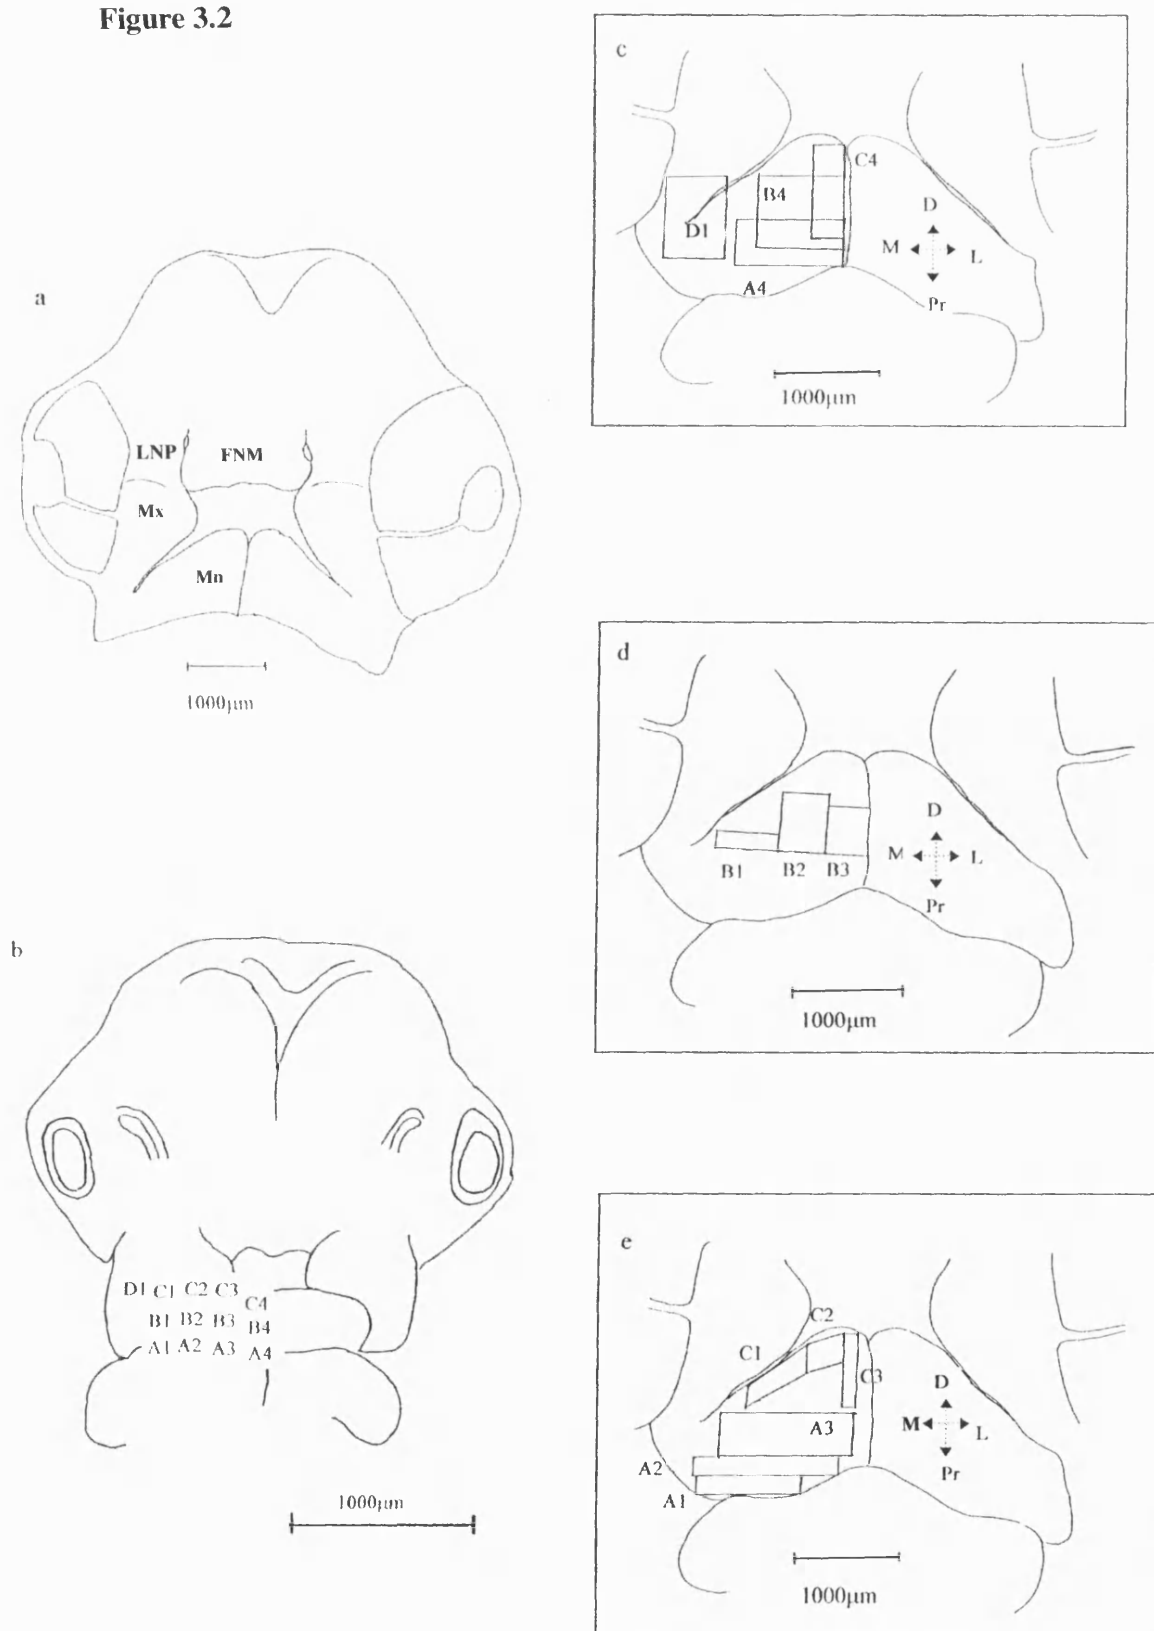 Figure 3.2
a
LNP FNM
Mx
Mn
1000µm
b
D1 C1 C2 C3
C4
B1 B2 B3 B4
A1 A2 A3 A4
1000µm
c
C4
B4
D1
A4
D
M L
Pr
1000µm
d
B1 B2 B3
D
M L
Pr
1000µm
e
C2
C1
C3
A3
A2
A1
D
M L
Pr
1000µm